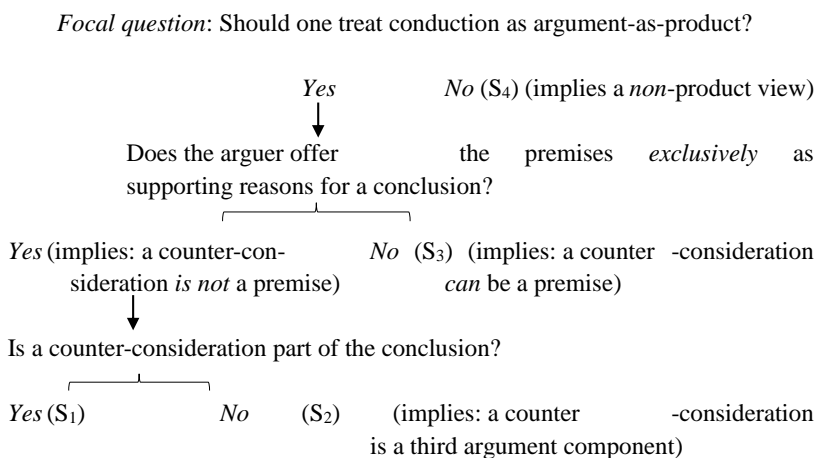 Focal question: Should one treat conduction as argument-as-product?
Yes No (S4) (implies a non-product view)
Does the arguer offer the premises exclusively as
supporting reasons for a conclusion?
Yes (implies: a counter-con- No (S3) (implies: a counter -consideration
sideration is not a premise) can be a premise)
Is a counter-consideration part of the conclusion?
Yes (S1) No (S2) (implies: a counter -consideration
is a third argument component)